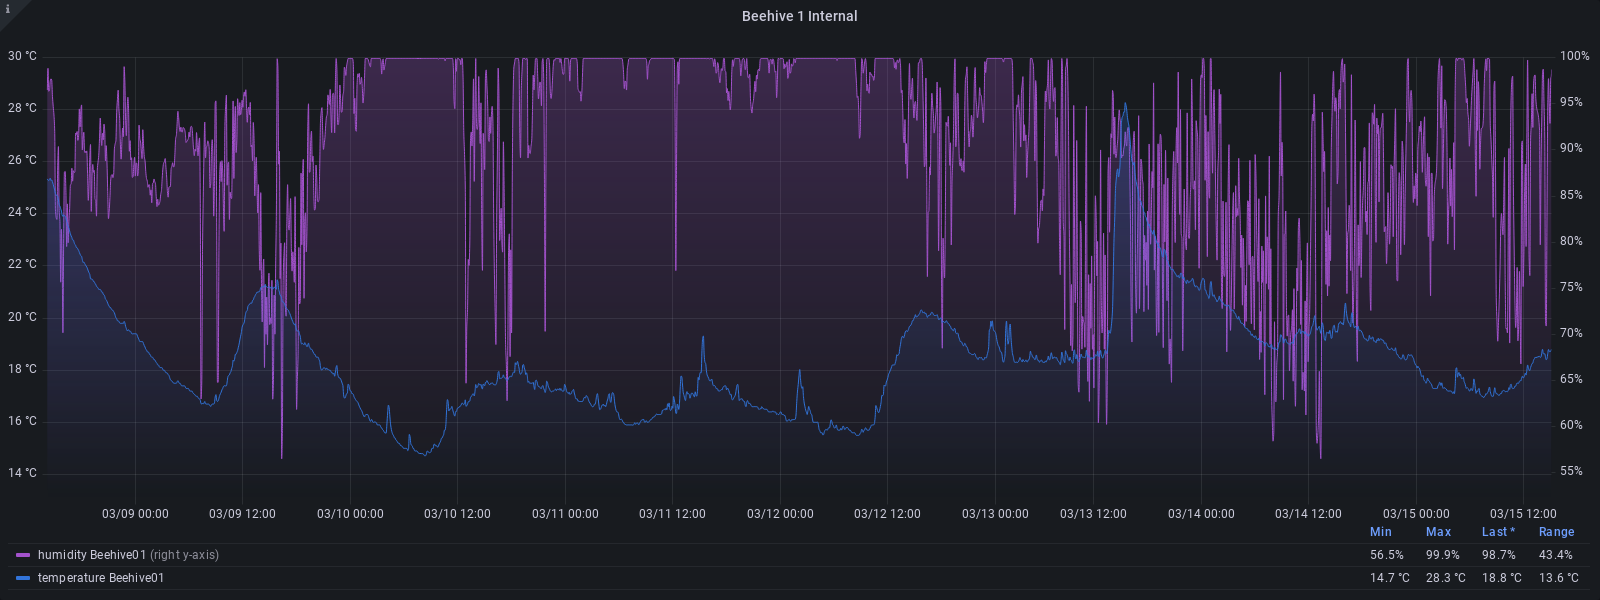 i
Beehive 1 Internal
30 °C 100%
28 °C 95%
26 °C 90%
24 °C 85%
22 °C 80%
20 °C 75%
18 °C 70%
16 °C 65%
14 °C 60%
55%
03/09 00:00 03/09 12:00 03/10 00:00 03/10 12:00 03/11 00:00 03/11 12:00 03/12 00:00 03/12 12:00 03/13 00:00 03/13 12:00 03/14 00:00 03/14 12:00 03/15 00:00 03/15 12:00
Min Max Last * Range
humidity Beehive01 (right y-axis) 56.5% 99.9% 98.7% 43.4%
temperature Beehive01 14.7 °C 28.3 °C 18.8 °C 13.6 °C